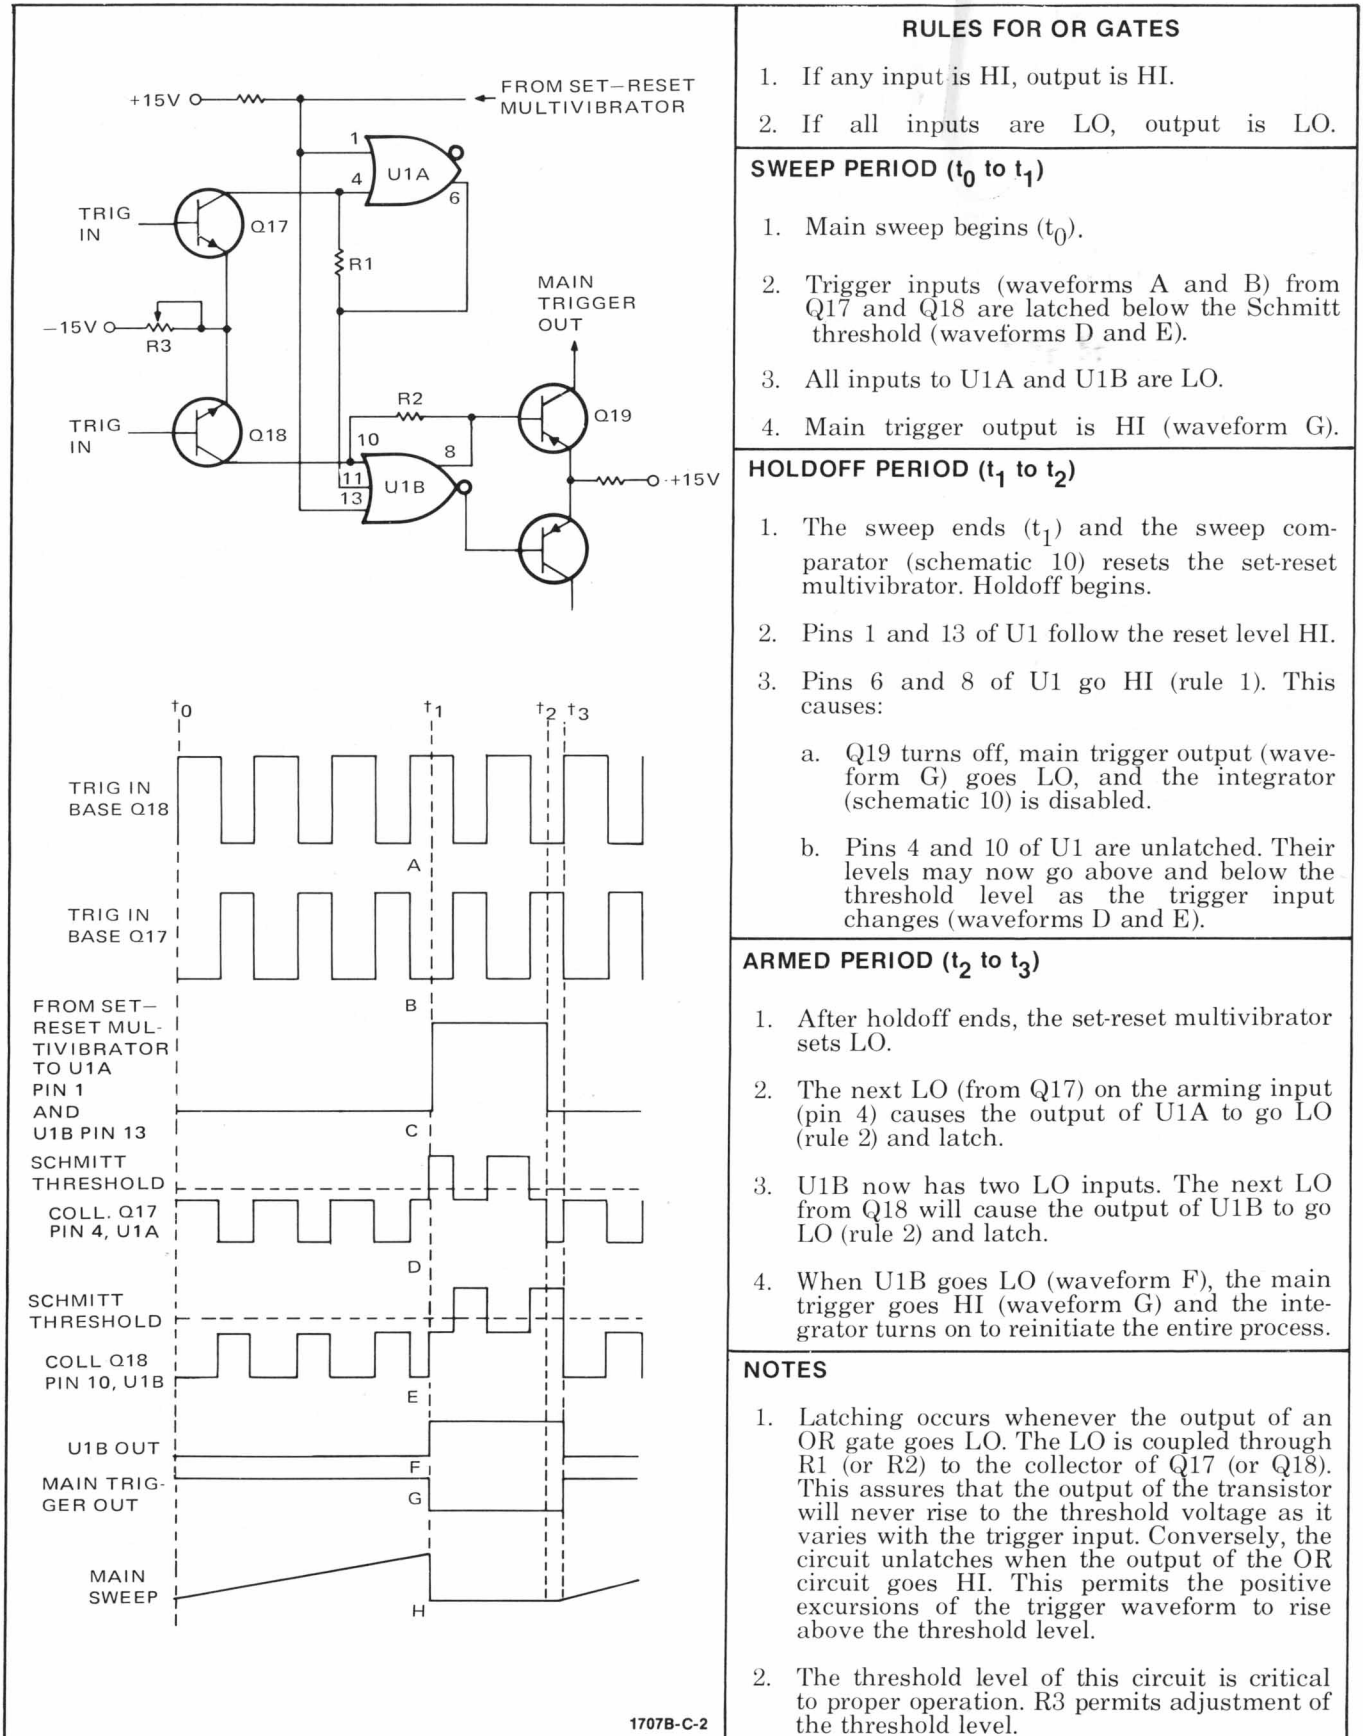 +15V
FROM SET—RESET
MULTIVIBRATOR
1
4
U1A
6
TRIG
IN
Q17
R1
MAIN
TRIGGER
OUT
—15V
R3
R2
Q19
TRIG
IN
Q18
10
8
11
13
U1B
+15V
t0
t1
t2
t3
TRIG IN
BASE Q18
A
TRIG IN
BASE Q17
B
FROM SET—
RESET MUL-
TIVIBRATOR
TO U1A
PIN 1
AND
U1B PIN 13
C
SCHMITT
THRESHOLD
COLL. Q17
PIN 4, U1A
D
SCHMITT
THRESHOLD
COLL Q18
PIN 10, U1B
E
U1B OUT
F
MAIN TRIG-
GER OUT
G
MAIN
SWEEP
H
1707B-C-2
RULES FOR OR GATES
1. If any input is HI, output is HI.
2. If all inputs are LO, output is LO.
SWEEP PERIOD (t0 to t1)
1. Main sweep begins (t0).
2. Trigger inputs (waveforms A and B) from
Q17 and Q18 are latched below the Schmitt
threshold (waveforms D and E).
3. All inputs to U1A and U1B are LO.
4. Main trigger output is HI (waveform G).
HOLDOFF PERIOD (t1 to t2)
1. The sweep ends (t1) and the sweep com-
parator (schematic 10) resets the set-reset
multivibrator. Holdoff begins.
2. Pins 1 and 13 of U1 follow the reset level HI.
3. Pins 6 and 8 of U1 go HI (rule 1). This
causes:
a. Q19 turns off, main trigger output (wave-
form G) goes LO, and the integrator
(schematic 10) is disabled.
b. Pins 4 and 10 of U1 are unlatched. Their
levels may now go above and below the
threshold level as the trigger input
changes (waveforms D and E).
ARMED PERIOD (t2 to t3)
1. After holdoff ends, the set-reset multivibrator
sets LO.
2. The next LO (from Q17) on the arming input
(pin 4) causes the output of U1A to go LO
(rule 2) and latch.
3. U1B now has two LO inputs. The next LO
from Q18 will cause the output of U1B to go
LO (rule 2) and latch.
4. When U1B goes LO (waveform F), the main
trigger goes HI (waveform G) and the inte-
grator turns on to reinitiate the entire process.
NOTES
1. Latching occurs whenever the output of an
OR gate goes LO. The LO is coupled through
R1 (or R2) to the collector of Q17 (or Q18).
This assures that the output of the transistor
will never rise to the threshold voltage as it
varies with the trigger input. Conversely, the
circuit unlatches when the output of the OR
circuit goes HI. This permits the positive
excursions of the trigger waveform to rise
above the threshold level.
2. The threshold level of this circuit is critical
to proper operation. R3 permits adjustment of
the threshold level.